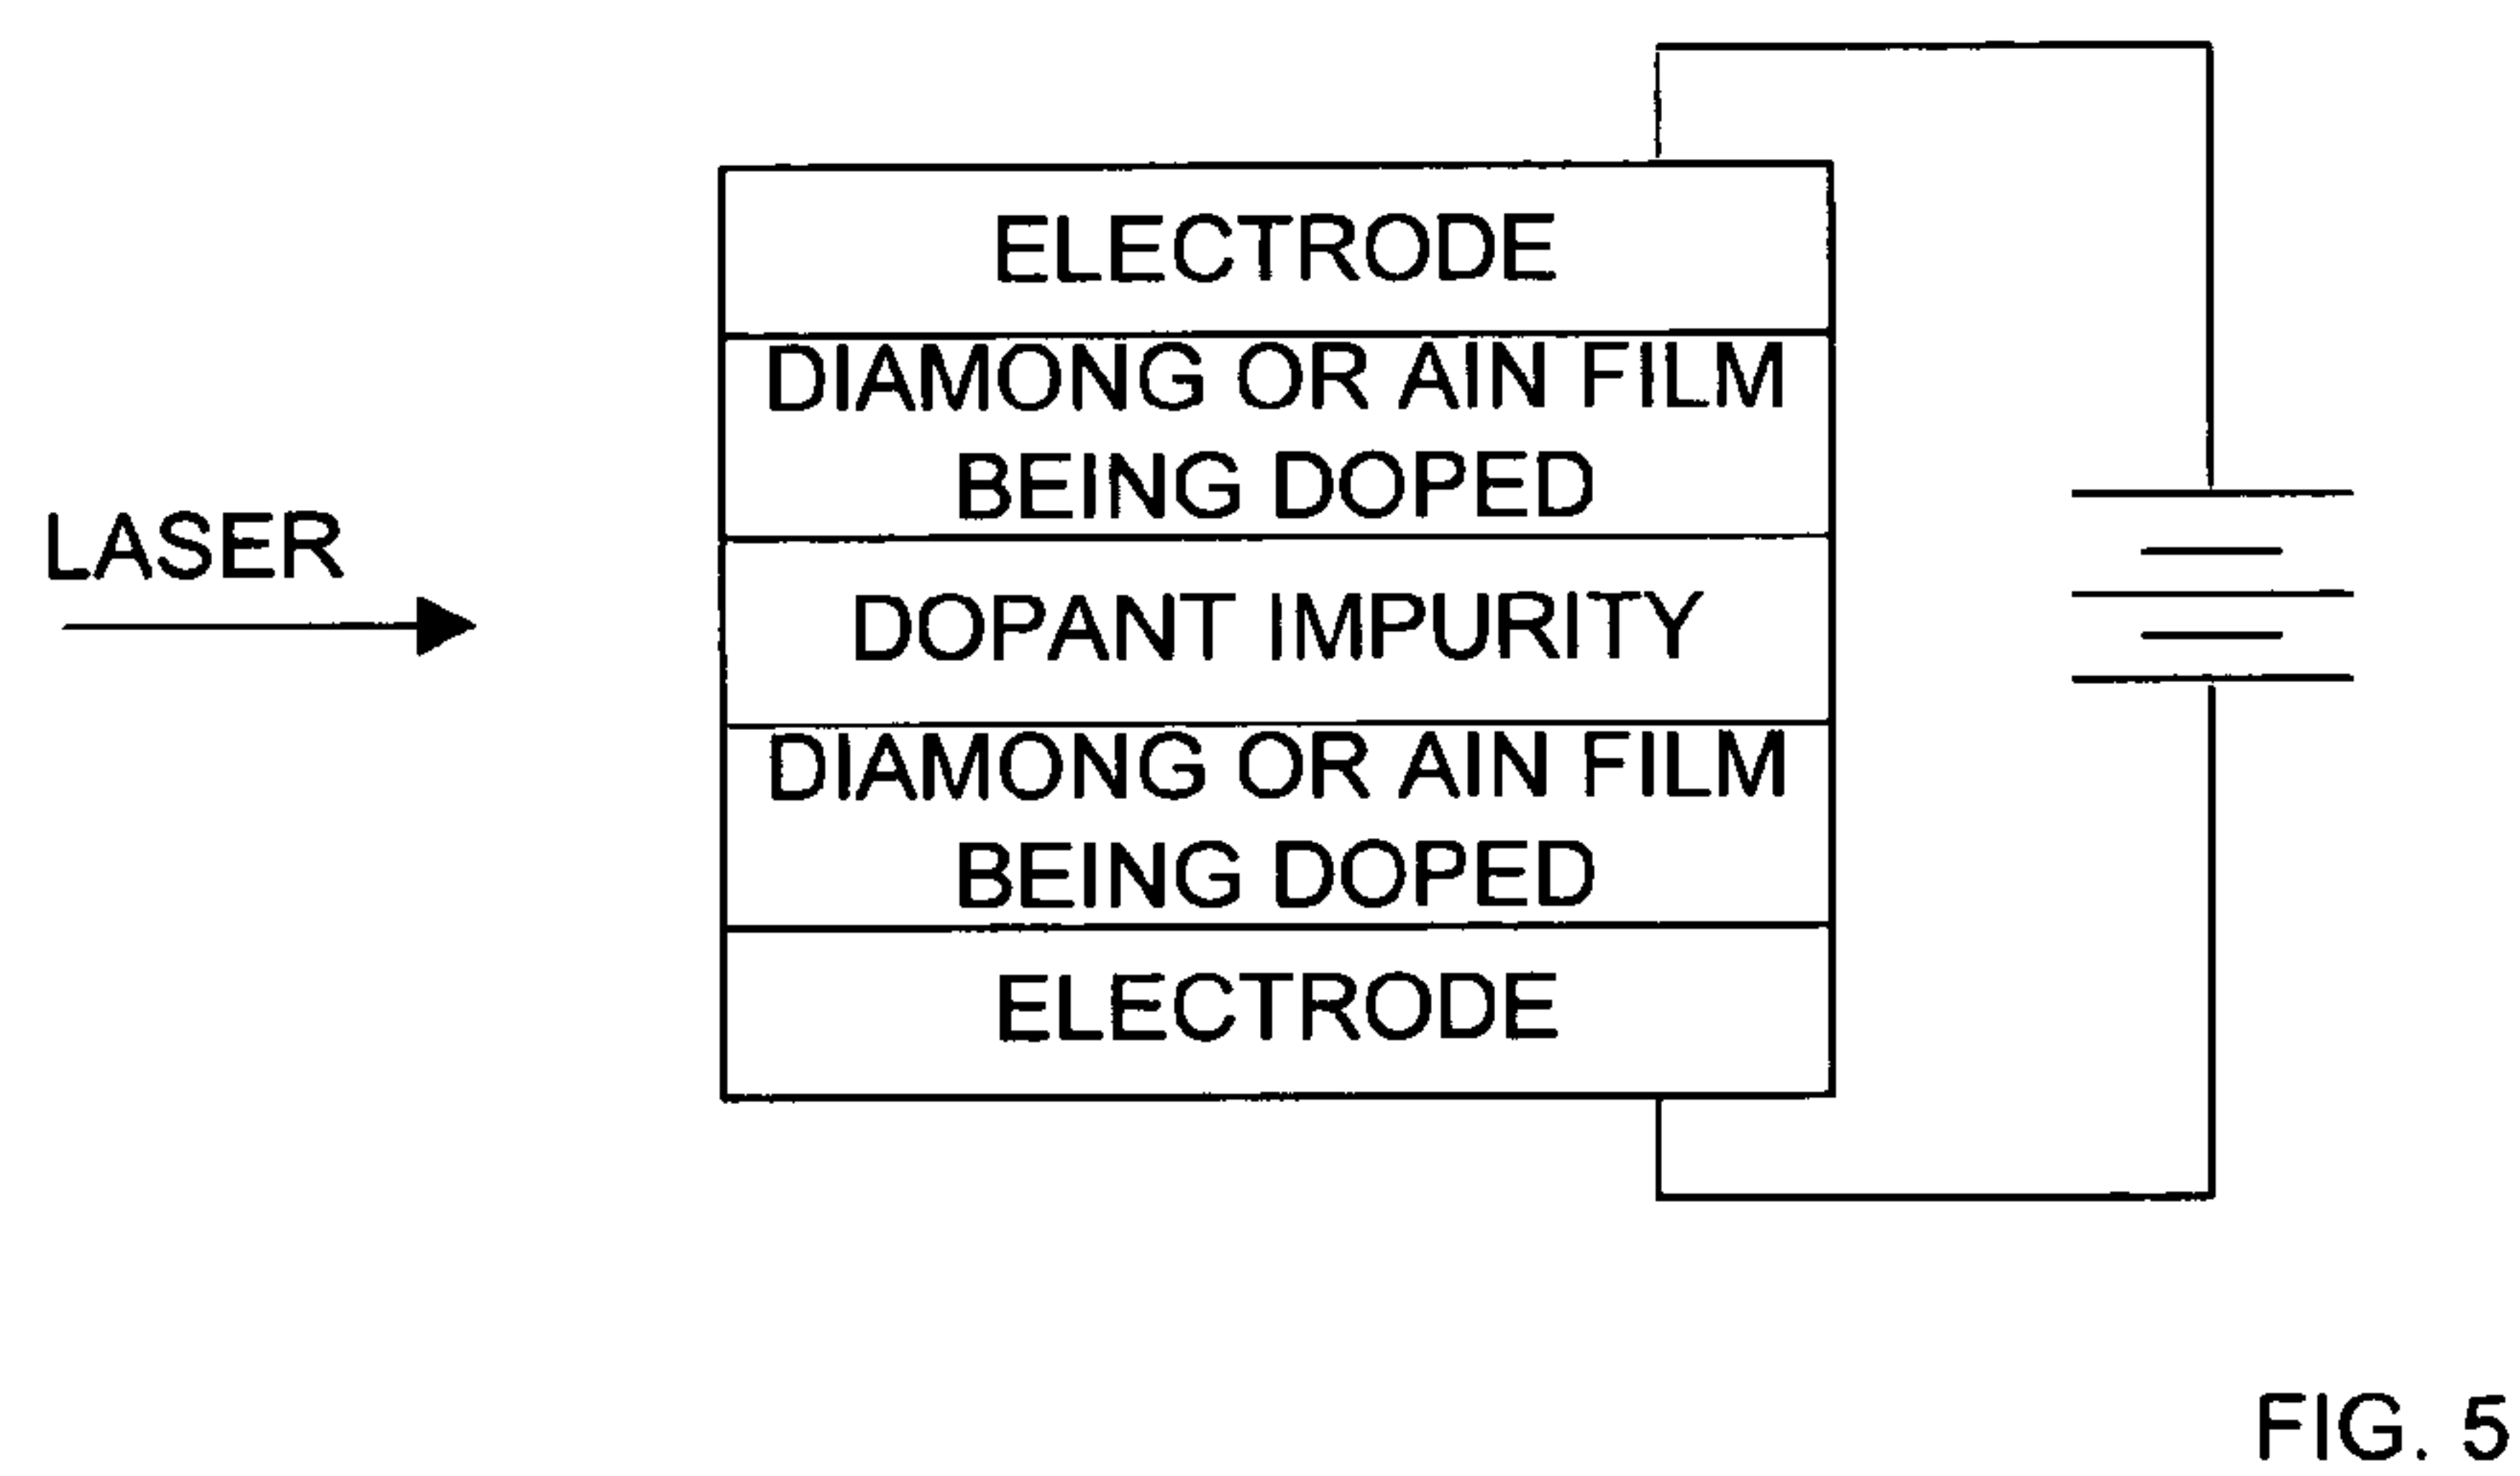 ELECTRODE
DIAMONG OR AIN FILM
BEING DOPED
LASER
DOPANT IMPURITY
DIAMONG OR AIN FILM
BEING DOPED
ELECTRODE
FIG. 5